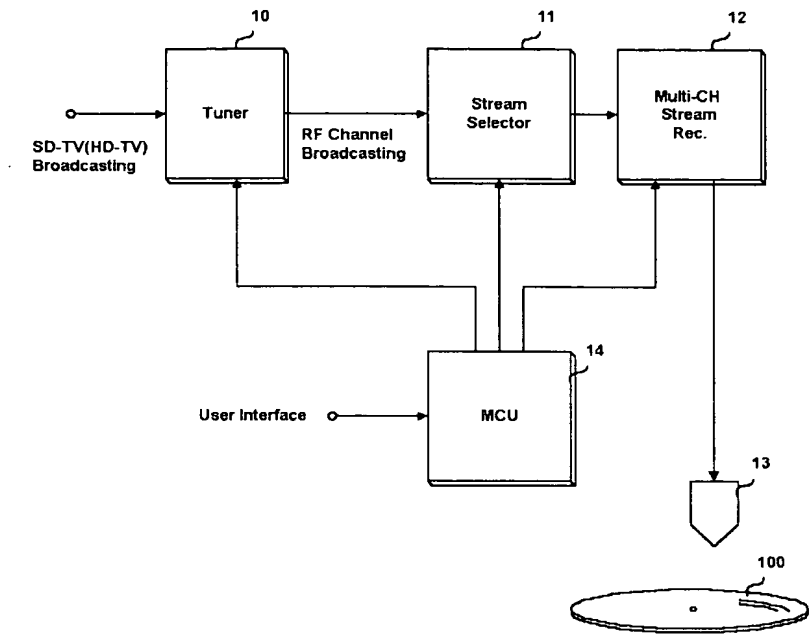 10
11
12
Tuner
Stream
Selector
Multi-CH
Stream
Rec.
SD-TV(HD-TV)
Broadcasting
RF Channel
Broadcasting
14
User Interface
MCU
13
100